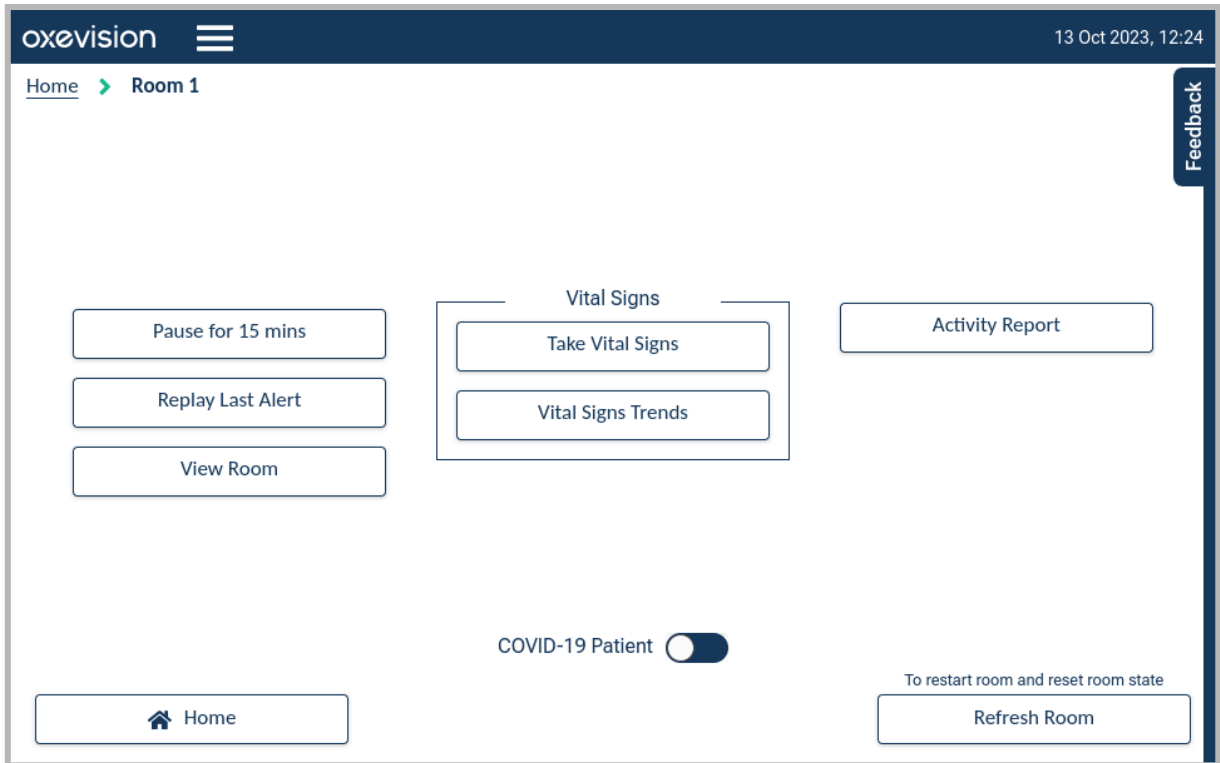 oxevision
13 Oct 2023, 12:24
Home > Room 1
Feedback
Pause for 15 mins
Replay Last Alert
View Room
Vital Signs
Take Vital Signs
Vital Signs Trends
Activity Report
COVID-19 Patient
To restart room and reset room state
Home
Refresh Room